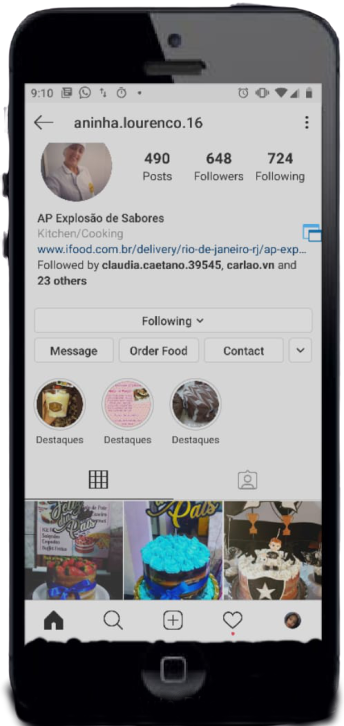 9:10
aninha.lourenco.16
490 648 724
Posts Followers Following
AP Explosão de Sabores
Kitchen/Cooking
www.ifood.com.br/delivery/rio-de-janeiro-rj/ap-exp...
Followed by claudia.caetano.39545, carlao.vn and
23 others
Following
Message Order Food Contact
Destaques Destaques Destaques
Pais